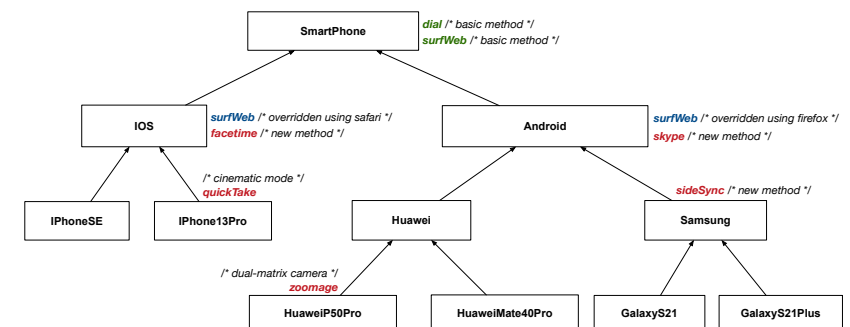 SmartPhone
dial /* basic method */
surfWeb /* basic method */
IOS
surfWeb /* overridden using safari */
facetime /* new method */
Android
surfWeb /* overridden using firefox */
skype /* new method */
/* cinematic mode */
quickTake
sideSync /* new method */
IPhoneSE
IPhone13Pro
Huawei
Samsung
/* dual-matrix camera */
zoomage
HuaweiP50Pro
HuaweiMate40Pro
GalaxyS21
GalaxyS21Plus